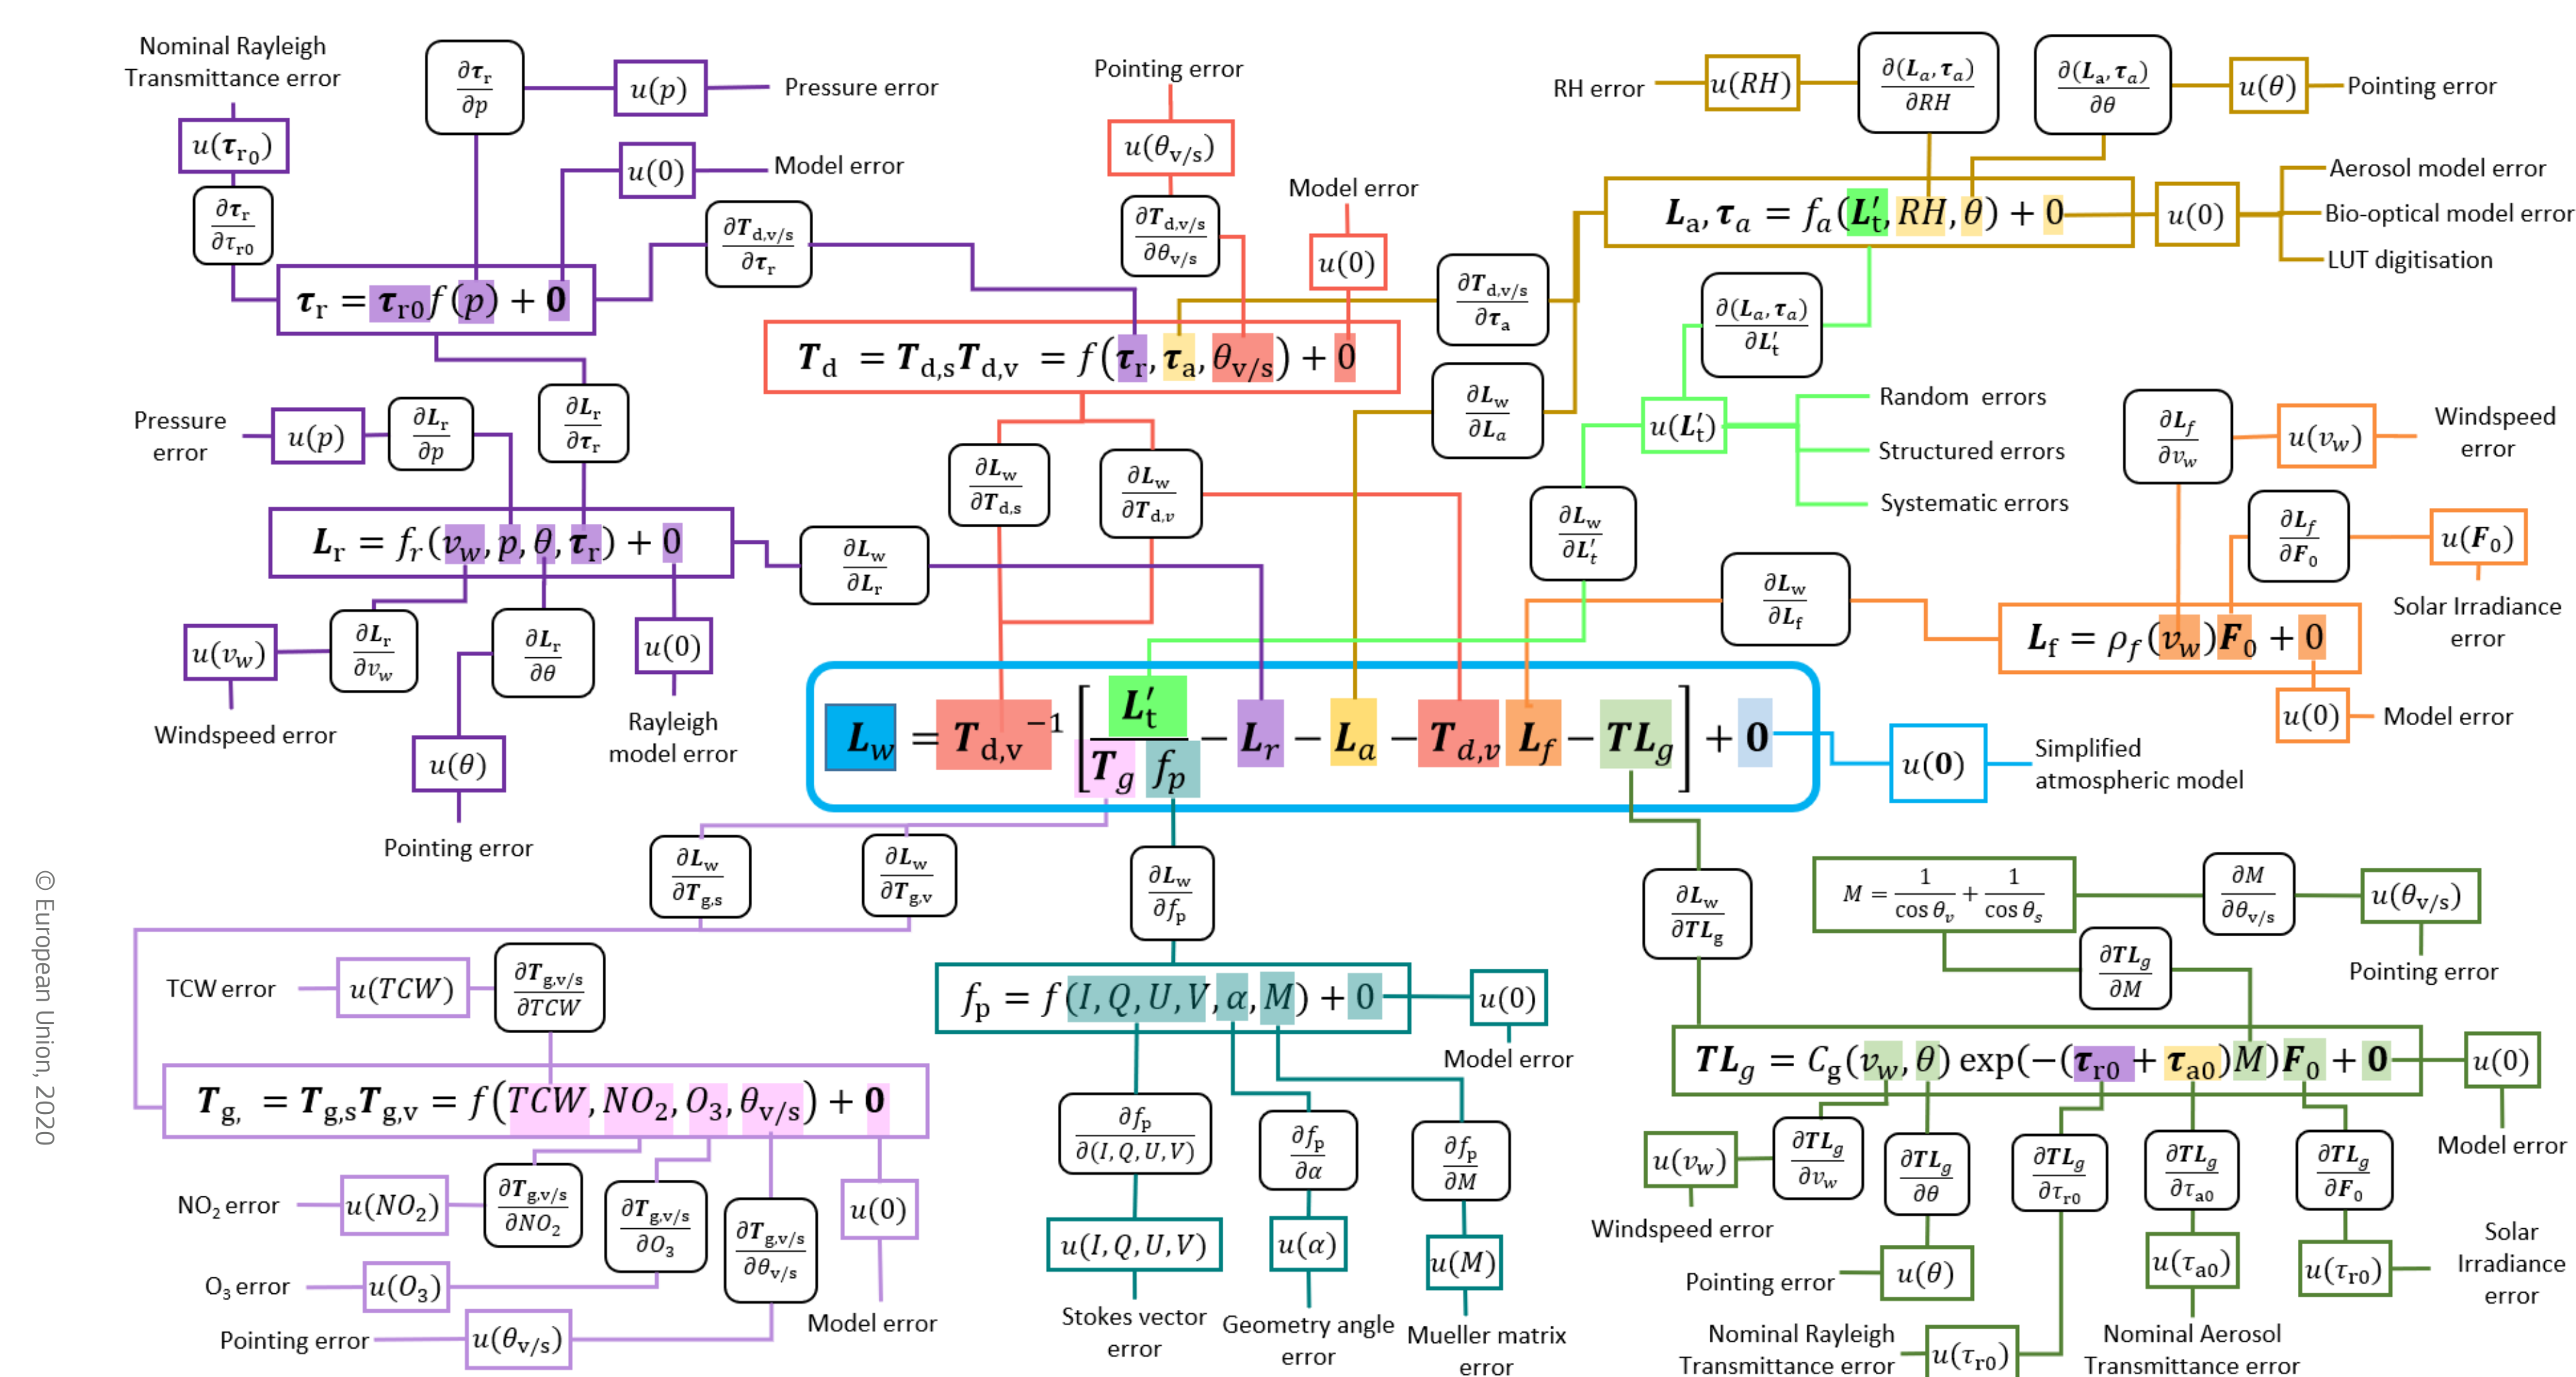 Nominal Rayleigh
Transmittance error
u(τr0)
∂τr
∂τr0
∂τr
∂p
u(p)
Pressure error
u(0)
Model error
τr = τr0 f(p) + 0
∂Td,v/s
∂τr
Pointing error
u(θv/s)
∂Td,v/s
∂θv/s
Model error
u(0)
Td = Td,sTd,v = f(τr, τa, θv/s) + 0
∂Td,v/s
∂τa
RH error
u(RH)
∂(La, τa)
∂RH
∂(La, τa)
∂θ
u(θ)
Pointing error
La, τa = fa(L′t, RH, θ) + 0
u(0)
Aerosol model error
Bio-optical model error
LUT digitisation
∂(La, τa)
∂L′t
∂Lw
∂La
u(L′t)
Random errors
Structured errors
Systematic errors
∂Lw
∂L′t
Pressure
error
u(p)
∂Lr
∂p
∂Lr
∂τr
Lr = fr(vw, p, θ, τr) + 0
∂Lw
∂Lr
u(vw)
∂Lr
∂vw
Windspeed error
∂Lr
∂θ
u(θ)
Pointing error
u(0)
Rayleigh
model error
∂Lw
∂Td,s
∂Lw
∂Td,v
∂Lf
∂vw
u(vw)
Windspeed
error
∂Lf
∂F0
u(F0)
Solar Irradiance
error
∂Lw
∂Lf
Lf = ρf(vw)F0 + 0
u(0)
Model error
Lw = Td,v⁻¹ [L′t / Tg fp − Lr − La − Td,v Lf − TLg] + 0
u(0)
Simplified
atmospheric model
∂Lw
∂Tg,s
∂Lw
∂Tg,v
∂Lw
∂fp
∂Lw
∂TLg
TCW error
u(TCW)
∂Tg,v/s
∂TCW
Tg, = Tg,sTg,v = f(TCW, NO2, O3, θv/s) + 0
NO2 error
u(NO2)
∂Tg,v/s
∂NO2
O3 error
u(O3)
∂Tg,v/s
∂O3
Pointing error
u(θv/s)
∂Tg,v/s
∂θv/s
u(0)
Model error
fp = f(I, Q, U, V, α, M) + 0
u(0)
Model error
∂fp
∂(I, Q, U, V)
u(I, Q, U, V)
Stokes vector
error
∂fp
∂α
u(α)
Geometry angle
error
∂fp
∂M
u(M)
Mueller matrix
error
M = 1/cos θv + 1/cos θs
∂M
∂θv/s
u(θv/s)
Pointing error
∂TLg
∂M
TLg = Cg(vw, θ) exp(−(τr0 + τa0)M)F0 + 0
u(0)
Model error
u(vw)
∂TLg
∂vw
Windspeed error
∂TLg
∂θ
u(θ)
Pointing error
∂TLg
∂τr0
u(τr0)
Nominal Rayleigh
Transmittance error
∂TLg
∂τa0
u(τa0)
Nominal Aerosol
Transmittance error
∂TLg
∂F0
u(τr0)
Solar
Irradiance
error
© European Union, 2020